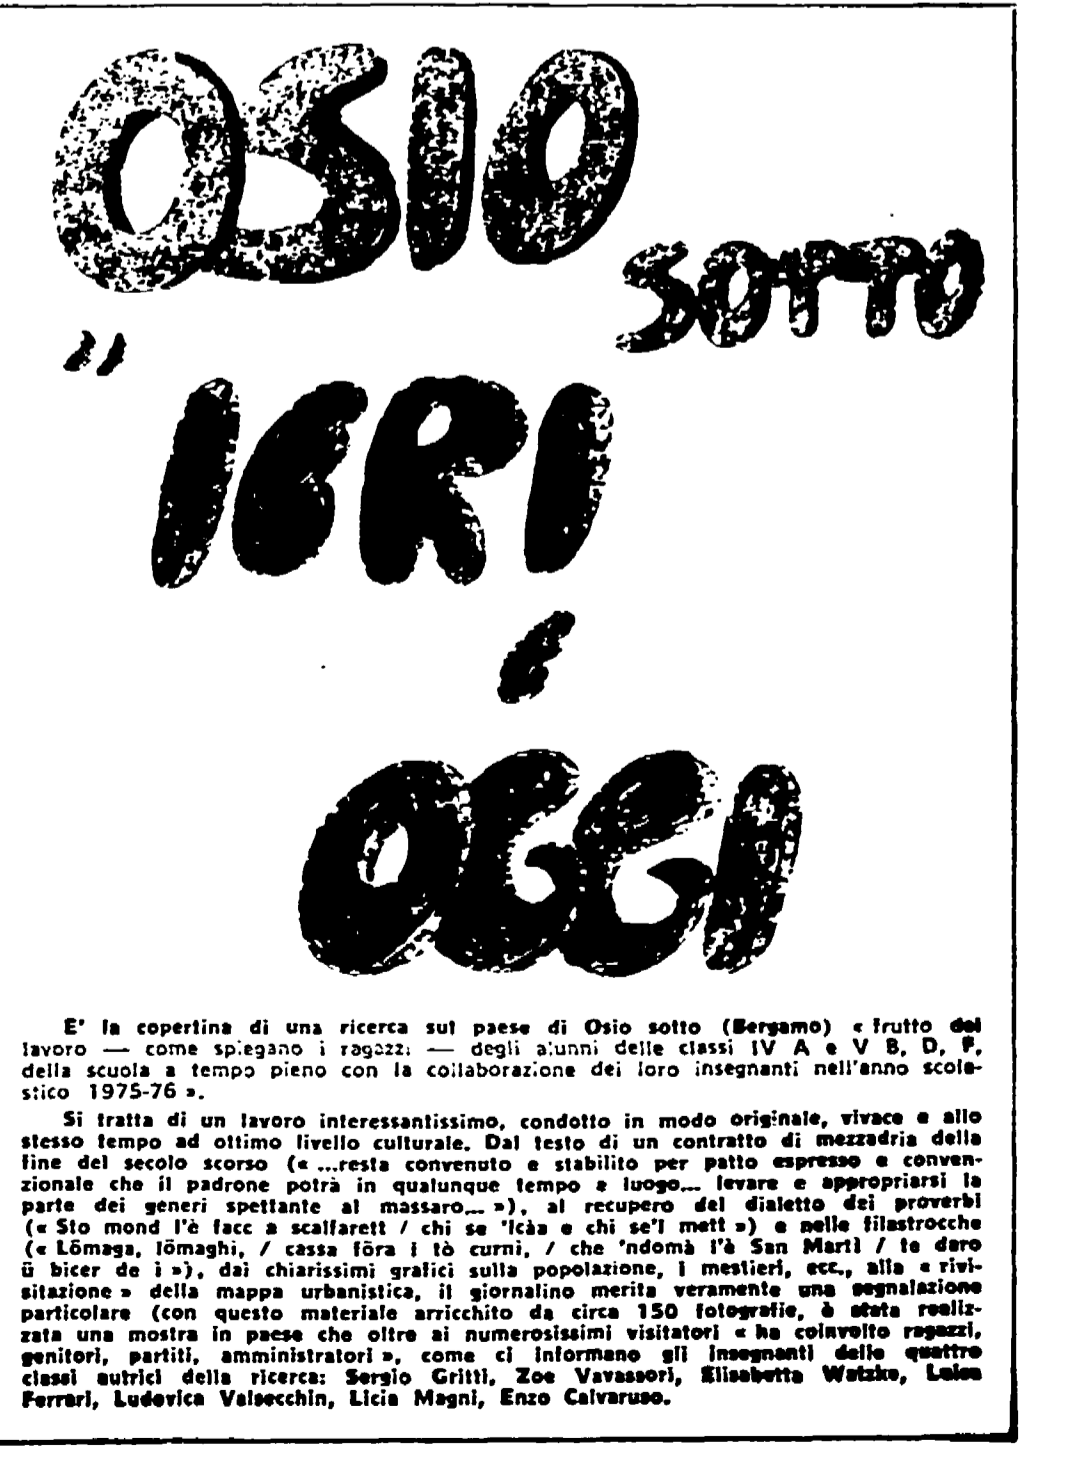 OSIO
SOTTO
"
IERI
e
OGGI
E' la copertina di una ricerca sul paese di Osio sotto (Bergamo) « frutto del
lavoro — come spiegano i ragazzi — degli alunni delle classi IV A e V B, D, F,
della scuola a tempo pieno con la collaborazione dei loro insegnanti nell'anno scola-
stico 1975-76 ».
Si tratta di un lavoro interessantissimo, condotto in modo originale, vivace e allo
stesso tempo ad ottimo livello culturale. Dal testo di un contratto di mezzadria della
fine del secolo scorso (« ...resta convenuto e stabilito per patto espresso e conven-
zionale che il padrone potrà in qualunque tempo e luogo... levare e appropriarsi la
parte dei generi spettante al massaro... »), al recupero del dialetto dei proverbi
(« Sto mond l'è facc a scalfarett / chi se 'lcàa e chi se'l mett ») e nelle filastrocche
(« Lömaga, lömaghi, / cassa föra i tò curni, / che 'ndomà l'è San Martì / te daro
ü bicer de ì »), dai chiarissimi grafici sulla popolazione, i mestieri, ecc., alla « rivi-
sitazione » della mappa urbanistica, il giornalino merita veramente una segnalazione
particolare (con questo materiale arricchito da circa 150 fotografie, è stata realiz-
zata una mostra in paese che oltre ai numerosissimi visitatori « ha coinvolto ragazzi,
genitori, partiti, amministratori », come ci informano gli insegnanti delle quattro
classi autrici della ricerca: Sergio Gritti, Zoe Vavassori, Elisabetta Watzke, Luisa
Ferrari, Ludovica Valsecchin, Licia Magni, Enzo Calvaruso.